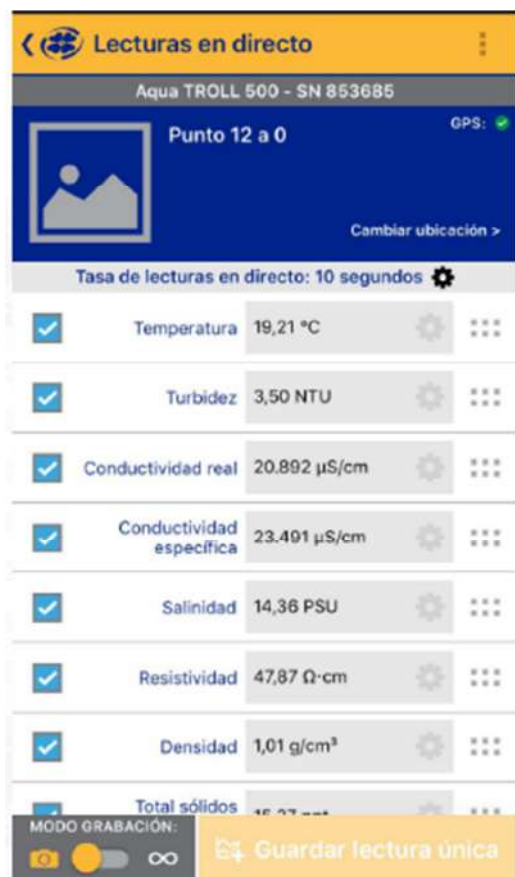 Lecturas en directo
Aqua TROLL 500 - SN 853685
Punto 12 a 0
GPS:
Cambiar ubicación >
Tasa de lecturas en directo: 10 segundos
Temperatura 19,21 °C
Turbidez 3,50 NTU
Conductividad real 20.892 µS/cm
Conductividad
específica 23.491 µS/cm
Salinidad 14,36 PSU
Resistividad 47,87 Ω·cm
Densidad 1,01 g/cm³
Total sólidos
MODO GRABACIÓN:
Guardar lectura única